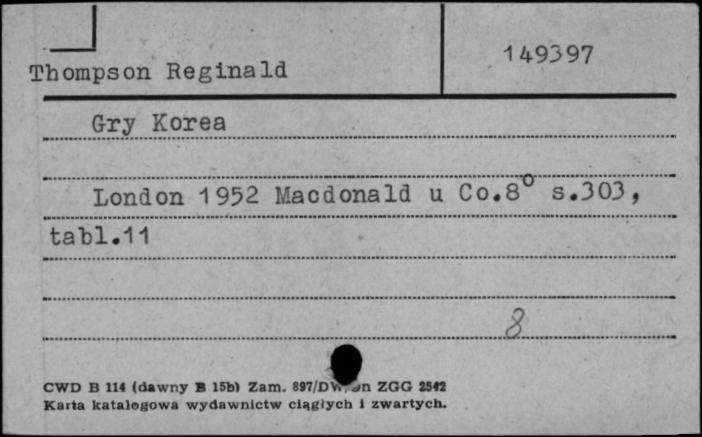 149397
Thompson Reginald
Gry Korea
London 1952 Macdonald u Co.8° s.303,
tabl.11
8
CWD B 114 (dawny B 15b) Zam. 897/DW, ZGG 2542
Karta katalogowa wydawnictw ciągłych i zwartych.